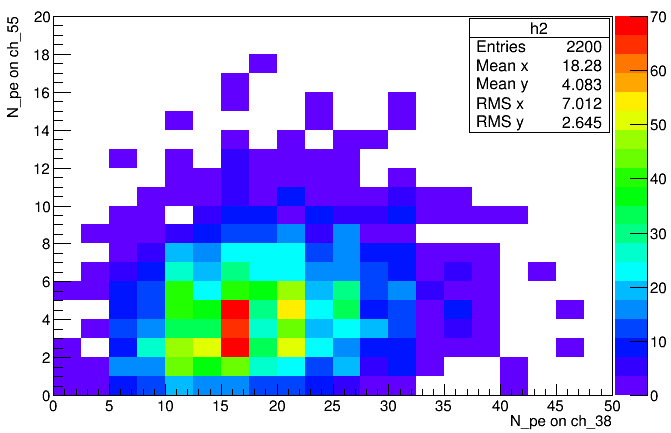 N_pe on ch_55
h2
Entries 2200
Mean x 18.28
Mean y 4.083
RMS x 7.012
RMS y 2.645
20
18
16
14
12
10
8
6
4
2
0
0 5 10 15 20 25 30 35 40 45 50
N_pe on ch_38
70
60
50
40
30
20
10
0